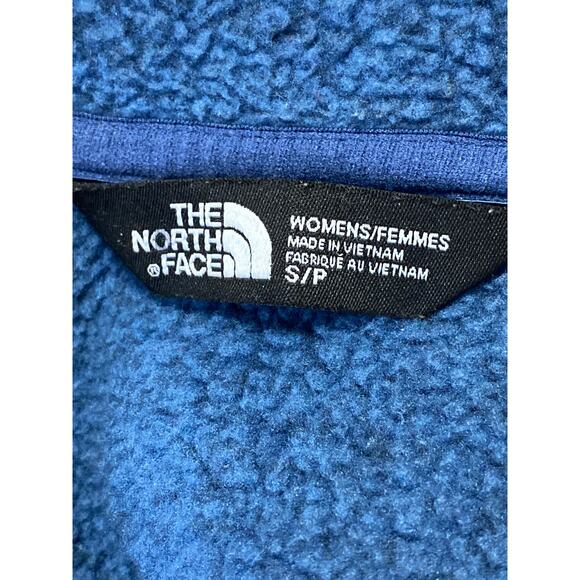 THE
NORTH
® FACE
WOMENS/FEMMES
MADE IN VIETNAM
FABRIQUÉ AU VIETNAM
S/P